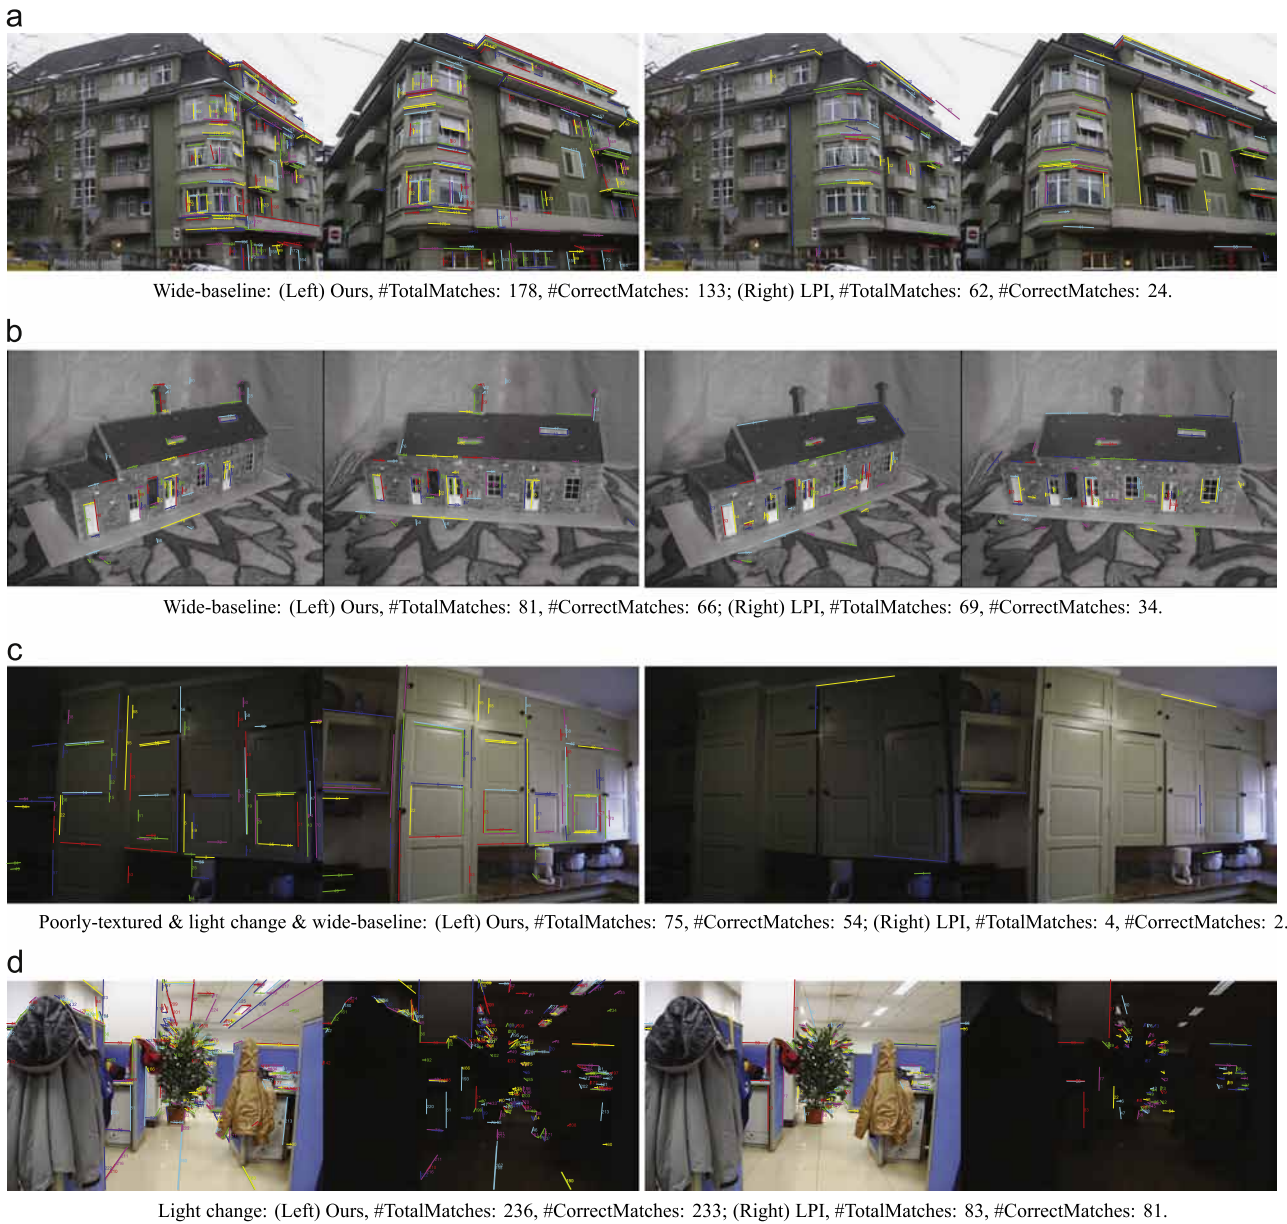 a
Wide-baseline: (Left) Ours, #TotalMatches: 178, #CorrectMatches: 133; (Right) LPI, #TotalMatches: 62, #CorrectMatches: 24.
b
Wide-baseline: (Left) Ours, #TotalMatches: 81, #CorrectMatches: 66; (Right) LPI, #TotalMatches: 69, #CorrectMatches: 34.
c
Poorly-textured & light change & wide-baseline: (Left) Ours, #TotalMatches: 75, #CorrectMatches: 54; (Right) LPI, #TotalMatches: 4, #CorrectMatches: 2.
d
Light change: (Left) Ours, #TotalMatches: 236, #CorrectMatches: 233; (Right) LPI, #TotalMatches: 83, #CorrectMatches: 81.